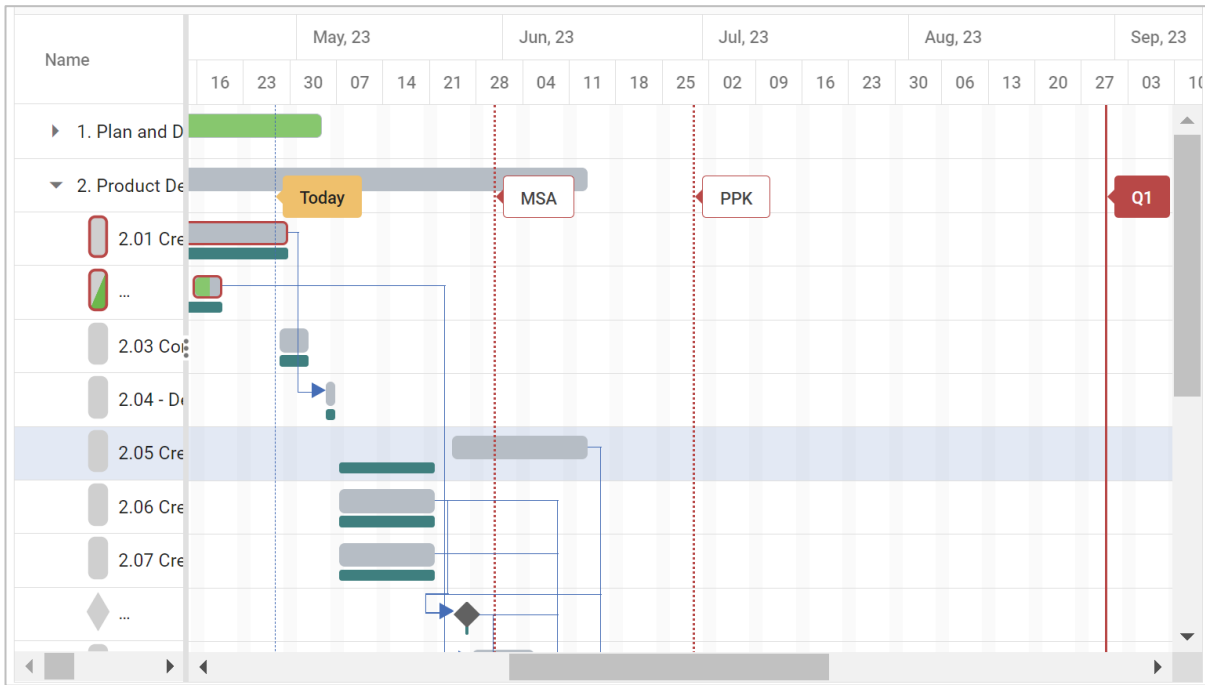 Name
May, 23 Jun, 23 Jul, 23 Aug, 23 Sep, 23
16 23 30 07 14 21 28 04 11 18 25 02 09 16 23 30 06 13 20 27 03 10
1. Plan and D
2. Product De
Today MSA PPK Q1
2.01 Cre
...
2.03 Con
2.04 - De
2.05 Cre
2.06 Cre
2.07 Cre
...